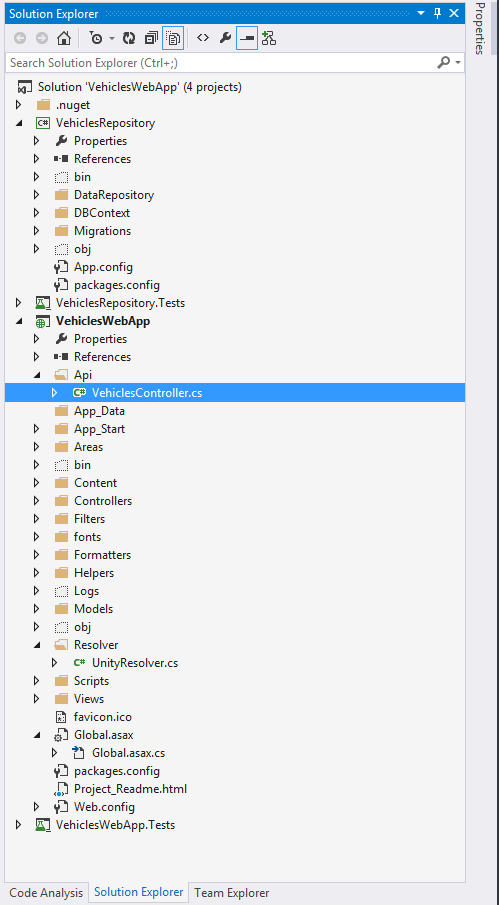 Solution Explorer
Search Solution Explorer (Ctrl+;)
Solution 'VehiclesWebApp' (4 projects)
.nuget
C# VehiclesRepository
Properties
References
bin
DataRepository
DBContext
Migrations
obj
App.config
packages.config
VehiclesRepository.Tests
VehiclesWebApp
Properties
References
Api
C# VehiclesController.cs
App_Data
App_Start
Areas
bin
Content
Controllers
Filters
fonts
Formatters
Helpers
Logs
Models
obj
Resolver
C# UnityResolver.cs
Scripts
Views
favicon.ico
Global.asax
Global.asax.cs
packages.config
Project_Readme.html
Web.config
VehiclesWebApp.Tests
Code Analysis Solution Explorer Team Explorer
Properties